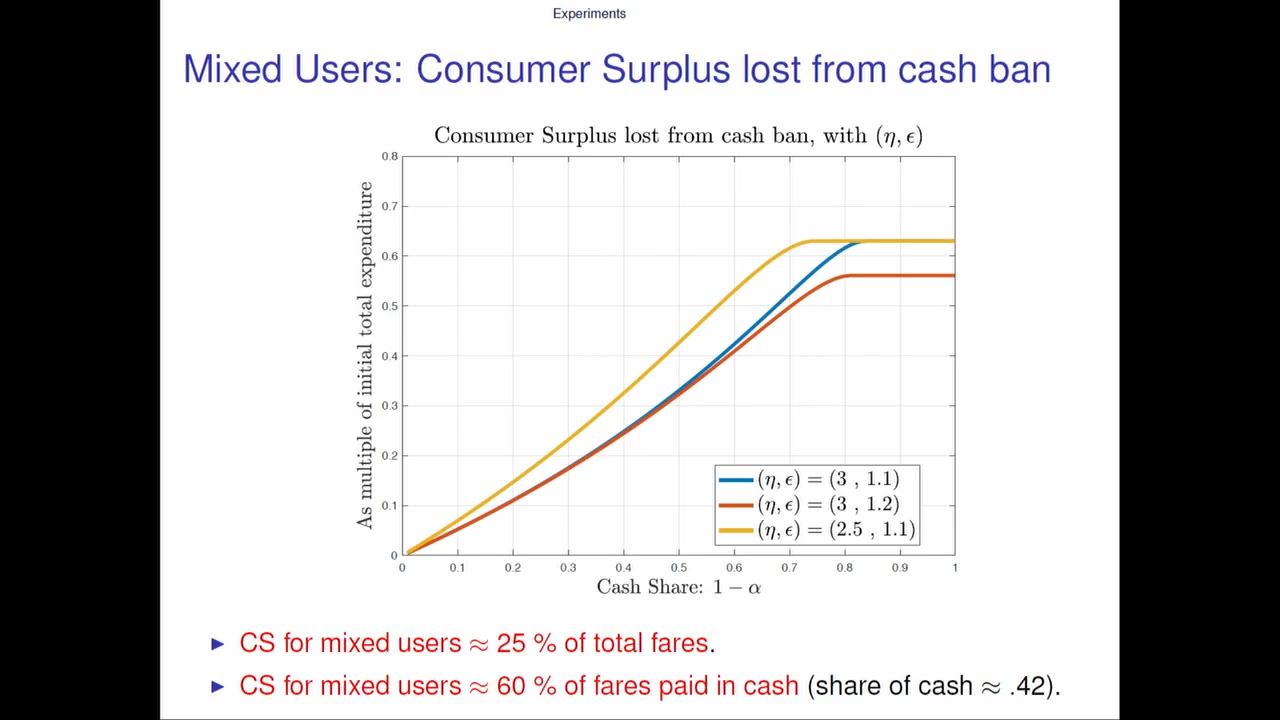 Experiments
Mixed Users: Consumer Surplus lost from cash ban
Consumer Surplus lost from cash ban, with (η, ϵ)
As multiple of initial total expenditure
0.8
0.7
0.6
0.5
0.4
0.3
0.2
0.1
0
0 0.1 0.2 0.3 0.4 0.5 0.6 0.7 0.8 0.9 1
Cash Share: 1 − α
(η, ϵ) = (3 , 1.1)
(η, ϵ) = (3 , 1.2)
(η, ϵ) = (2.5 , 1.1)
▶ CS for mixed users ≈ 25 % of total fares.
▶ CS for mixed users ≈ 60 % of fares paid in cash (share of cash ≈ .42).